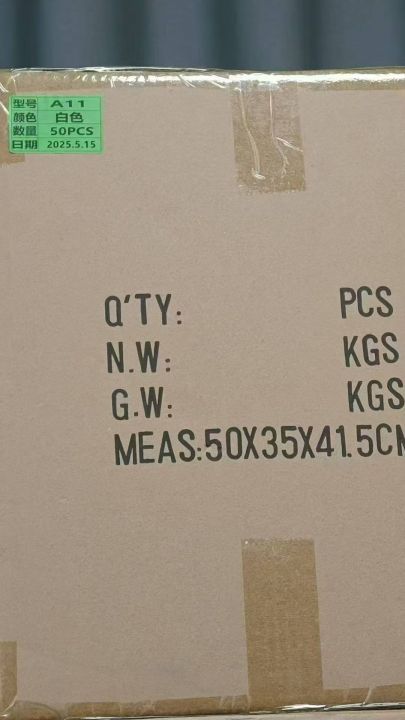 型号 A11
颜色 白色
数量 50PCS
日期 2025.5.15
Q'TY: PCS
N.W: KGS
G.W: KGS
MEAS:50X35X41.5CM